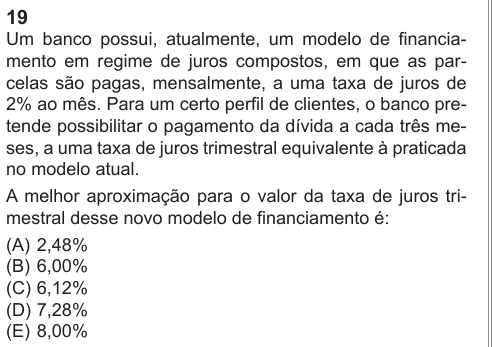 19
Um banco possui, atualmente, um modelo de financia-
mento em regime de juros compostos, em que as par-
celas são pagas, mensalmente, a uma taxa de juros de
2% ao mês. Para um certo perfil de clientes, o banco pre-
tende possibilitar o pagamento da dívida a cada três me-
ses, a uma taxa de juros trimestral equivalente à praticada
no modelo atual.
A melhor aproximação para o valor da taxa de juros tri-
mestral desse novo modelo de financiamento é:
(A) 2,48%
(B) 6,00%
(C) 6,12%
(D) 7,28%
(E) 8,00%